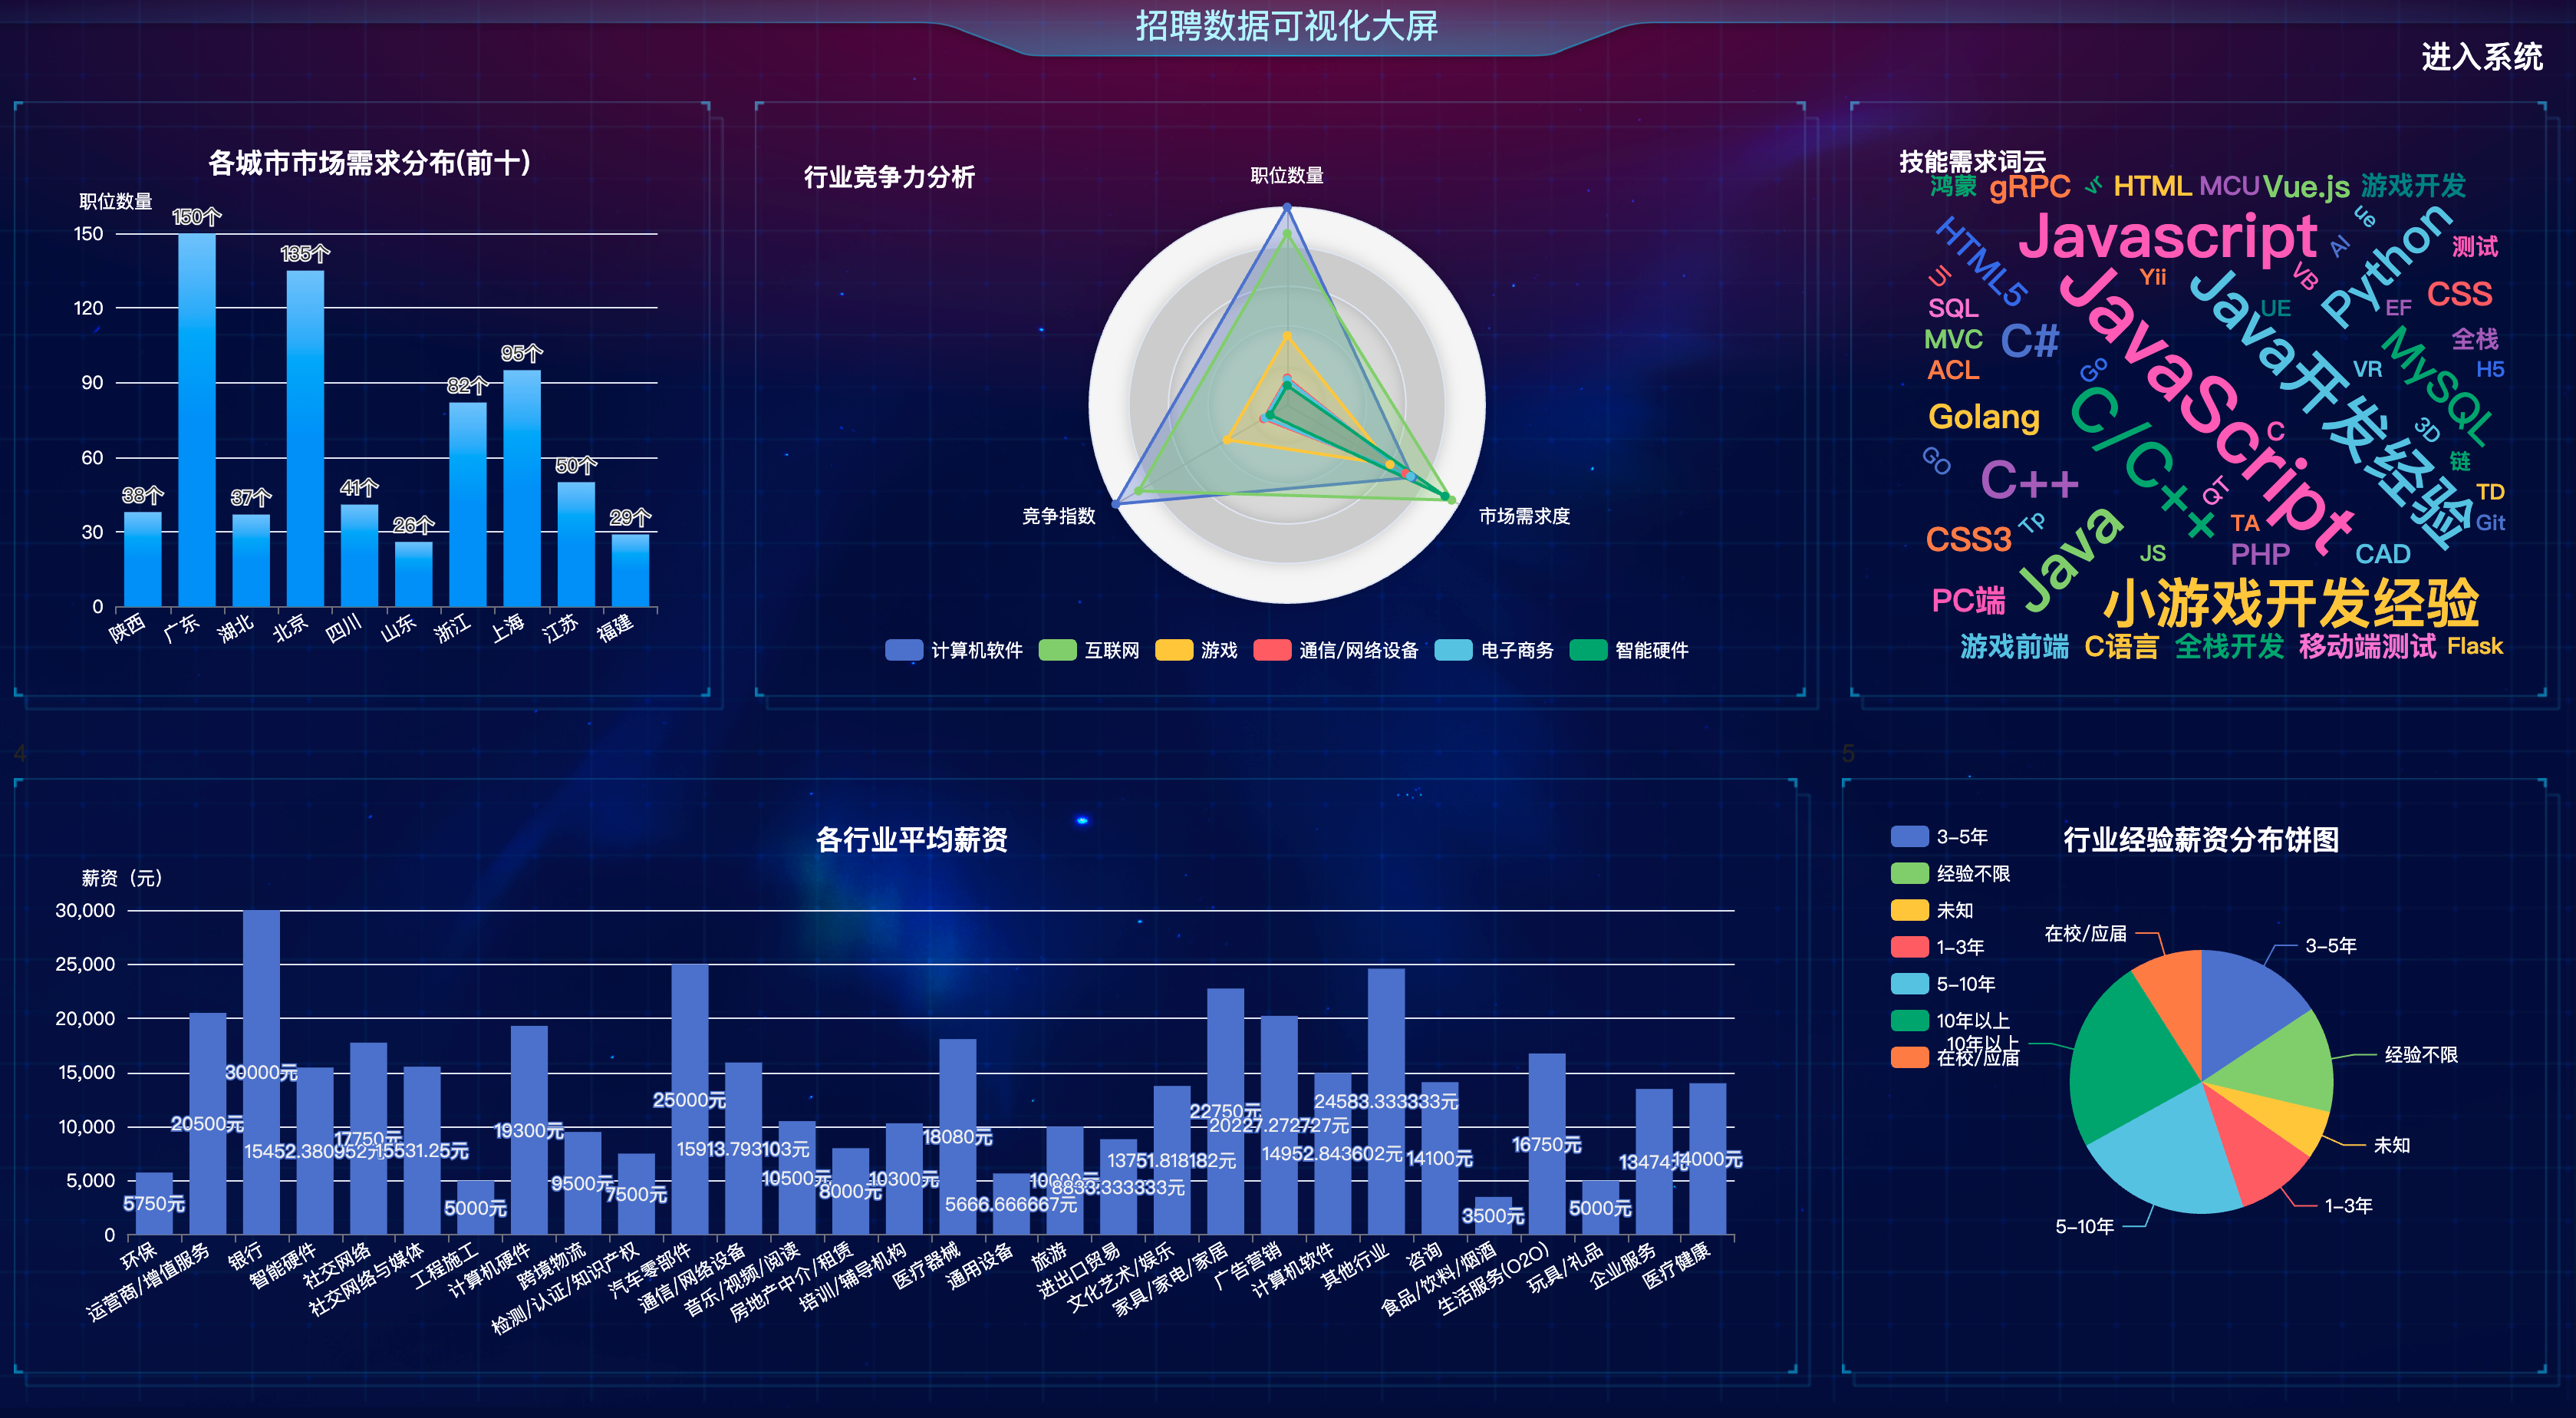 招聘数据可视化大屏
进入系统
各城市市场需求分布(前十)
职位数量
150
120
90
60
30
0
38个
150个
37个
135个
41个
26个
82个
95个
50个
29个
陕西
广东
湖北
北京
四川
山东
浙江
上海
江苏
福建
行业竞争力分析
职位数量
竞争指数
市场需求度
计算机软件
互联网
游戏
通信/网络设备
电子商务
智能硬件
技能需求词云
鸿蒙 gRPC vr HTML MCU Vue.js 游戏开发
Javascript
ue
AI
Python
测试
HTML5
UI
Yii
VB
CSS
SQL
UE
EF
MVC
C#
JavaScript
Java开发经验
MySQL
全栈
ACL
Go
VR
H5
Golang
C/C++
C
3D
GO
C++
QT
链
TD
CSS3
Tp
TA
Git
Java
JS
PHP
CAD
PC端
小游戏开发经验
游戏前端 C语言 全栈开发 移动端测试 Flask
4
5
各行业平均薪资
薪资（元）
30,000
25,000
20,000
15,000
10,000
5,000
0
5750元
20500元
30000元
15452.380952元
17750元
15531.25元
5000元
19300元
9500元
7500元
25000元
15913.793103元
10500元
8000元
10300元
18080元
5666.666667元
10000元
8833.333333元
13751.818182元
22750元
20227.272727元
14952.843602元
24583.333333元
14100元
3500元
16750元
5000元
13474元
14000元
环保
运营商/增值服务
银行
智能硬件
社交网络
社交网络与媒体
工程施工
计算机硬件
跨境物流
检测/认证/知识产权
汽车零部件
通信/网络设备
音乐/视频/阅读
房地产中介/租赁
培训/辅导机构
医疗器械
通用设备
旅游
进出口贸易
文化艺术/娱乐
家具/家电/家居
广告营销
计算机软件
其他行业
咨询
食品/饮料/烟酒
生活服务(O2O)
玩具/礼品
企业服务
医疗健康
行业经验薪资分布饼图
3-5年
经验不限
未知
1-3年
5-10年
10年以上
在校/应届
在校/应届
3-5年
10年以上
经验不限
未知
1-3年
5-10年